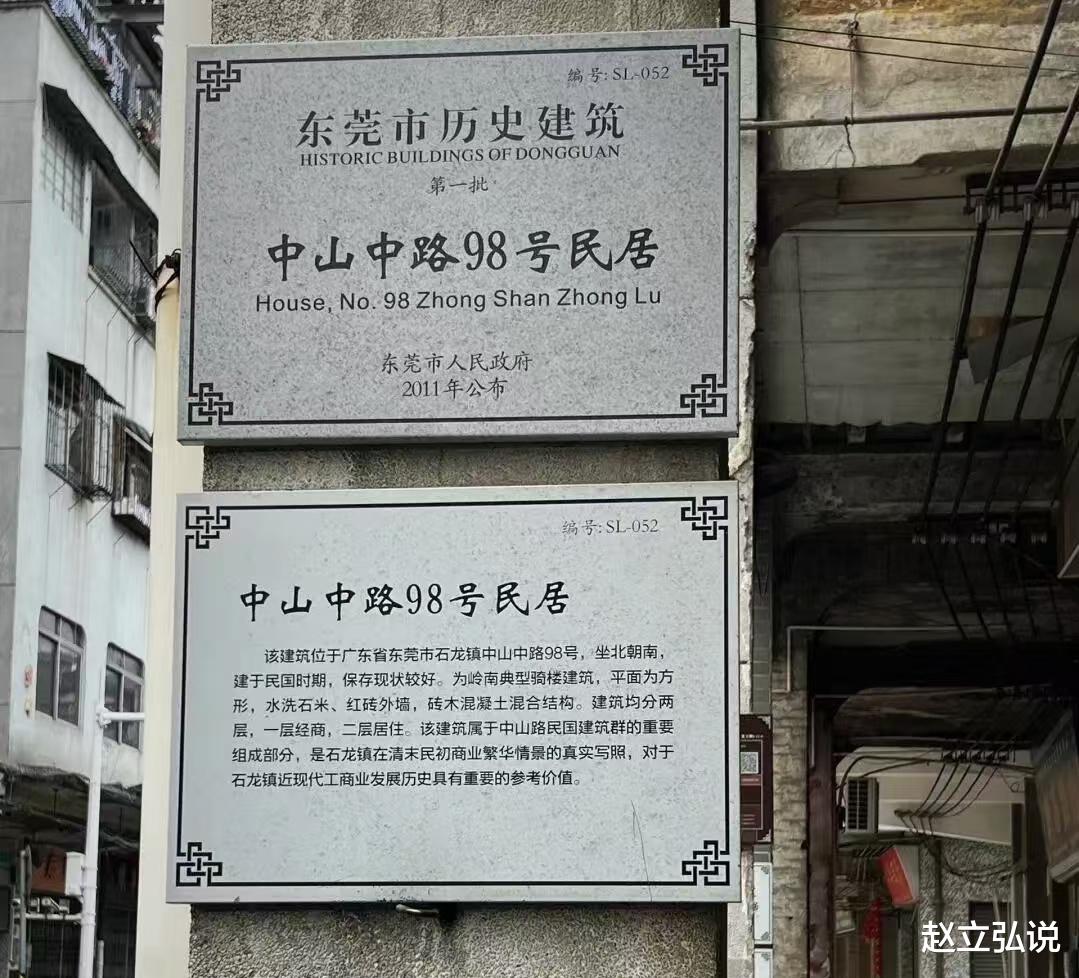 编号: SL-052
东莞市历史建筑
HISTORIC BUILDINGS OF DONGGUAN
第一批
中山中路98号民居
House, No. 98 Zhong Shan Zhong Lu
东莞市人民政府
2011年公布
编号: SL-052
中山中路98号民居
该建筑位于广东省东莞市石龙镇中山中路98号，坐北朝南，
建于民国时期，保存现状较好。为岭南典型骑楼建筑，平面为方
形，水洗石米、红砖外墙，砖木混凝土混合结构。建筑均分两
层，一层经商，二层居住。该建筑属于中山路民国建筑群的重要
组成部分，是石龙镇在清末民初商业繁华情景的真实写照，对于
石龙镇近现代工商业发展历史具有重要的参考价值。
赵立弘说